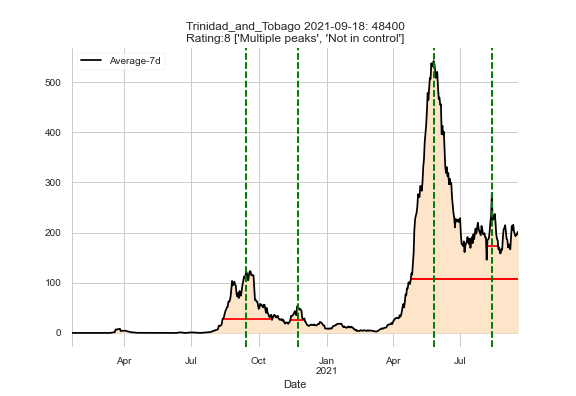 Trinidad_and_Tobago 2021-09-18: 48400
Rating:8 ['Multiple peaks', 'Not in control']
Average-7d
500
400
300
200
100
0
Apr
Jul
Oct
Jan
2021
Apr
Jul
Date